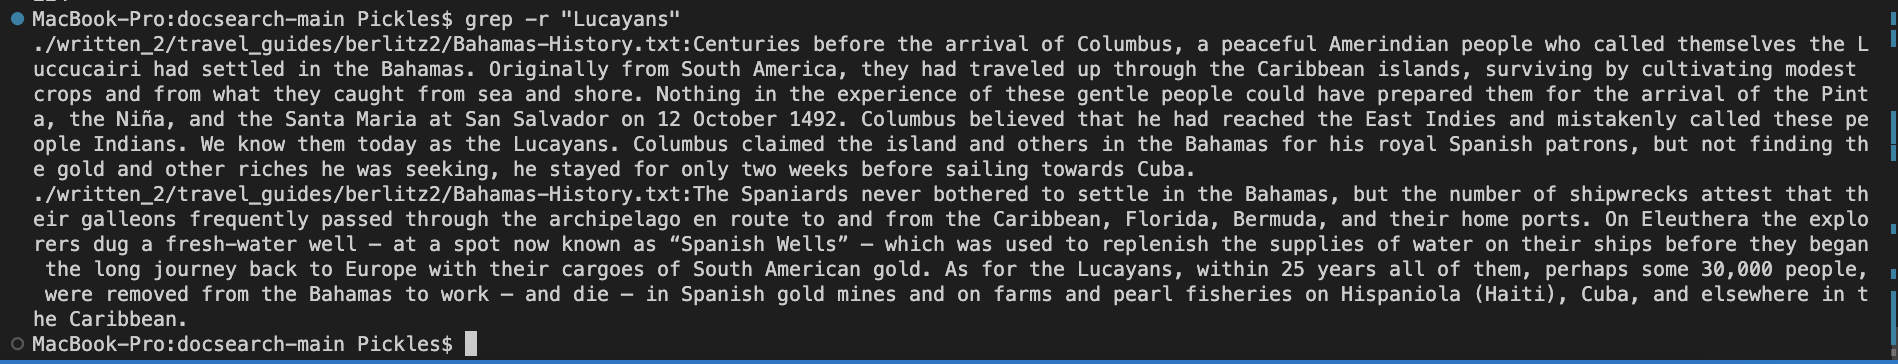 MacBook-Pro:docsearch-main Pickles$ grep -r "Lucayans"
./written_2/travel_guides/berlitz2/Bahamas-History.txt:Centuries before the arrival of Columbus, a peaceful Amerindian people who called themselves the L
uccucairi had settled in the Bahamas. Originally from South America, they had traveled up through the Caribbean islands, surviving by cultivating modest
crops and from what they caught from sea and shore. Nothing in the experience of these gentle people could have prepared them for the arrival of the Pint
a, the Niña, and the Santa Maria at San Salvador on 12 October 1492. Columbus believed that he had reached the East Indies and mistakenly called these pe
ople Indians. We know them today as the Lucayans. Columbus claimed the island and others in the Bahamas for his royal Spanish patrons, but not finding th
e gold and other riches he was seeking, he stayed for only two weeks before sailing towards Cuba.
./written_2/travel_guides/berlitz2/Bahamas-History.txt:The Spaniards never bothered to settle in the Bahamas, but the number of shipwrecks attest that th
eir galleons frequently passed through the archipelago en route to and from the Caribbean, Florida, Bermuda, and their home ports. On Eleuthera the explo
rers dug a fresh-water well — at a spot now known as “Spanish Wells” — which was used to replenish the supplies of water on their ships before they began
 the long journey back to Europe with their cargoes of South American gold. As for the Lucayans, within 25 years all of them, perhaps some 30,000 people,
 were removed from the Bahamas to work — and die — in Spanish gold mines and on farms and pearl fisheries on Hispaniola (Haiti), Cuba, and elsewhere in t
he Caribbean.
MacBook-Pro:docsearch-main Pickles$